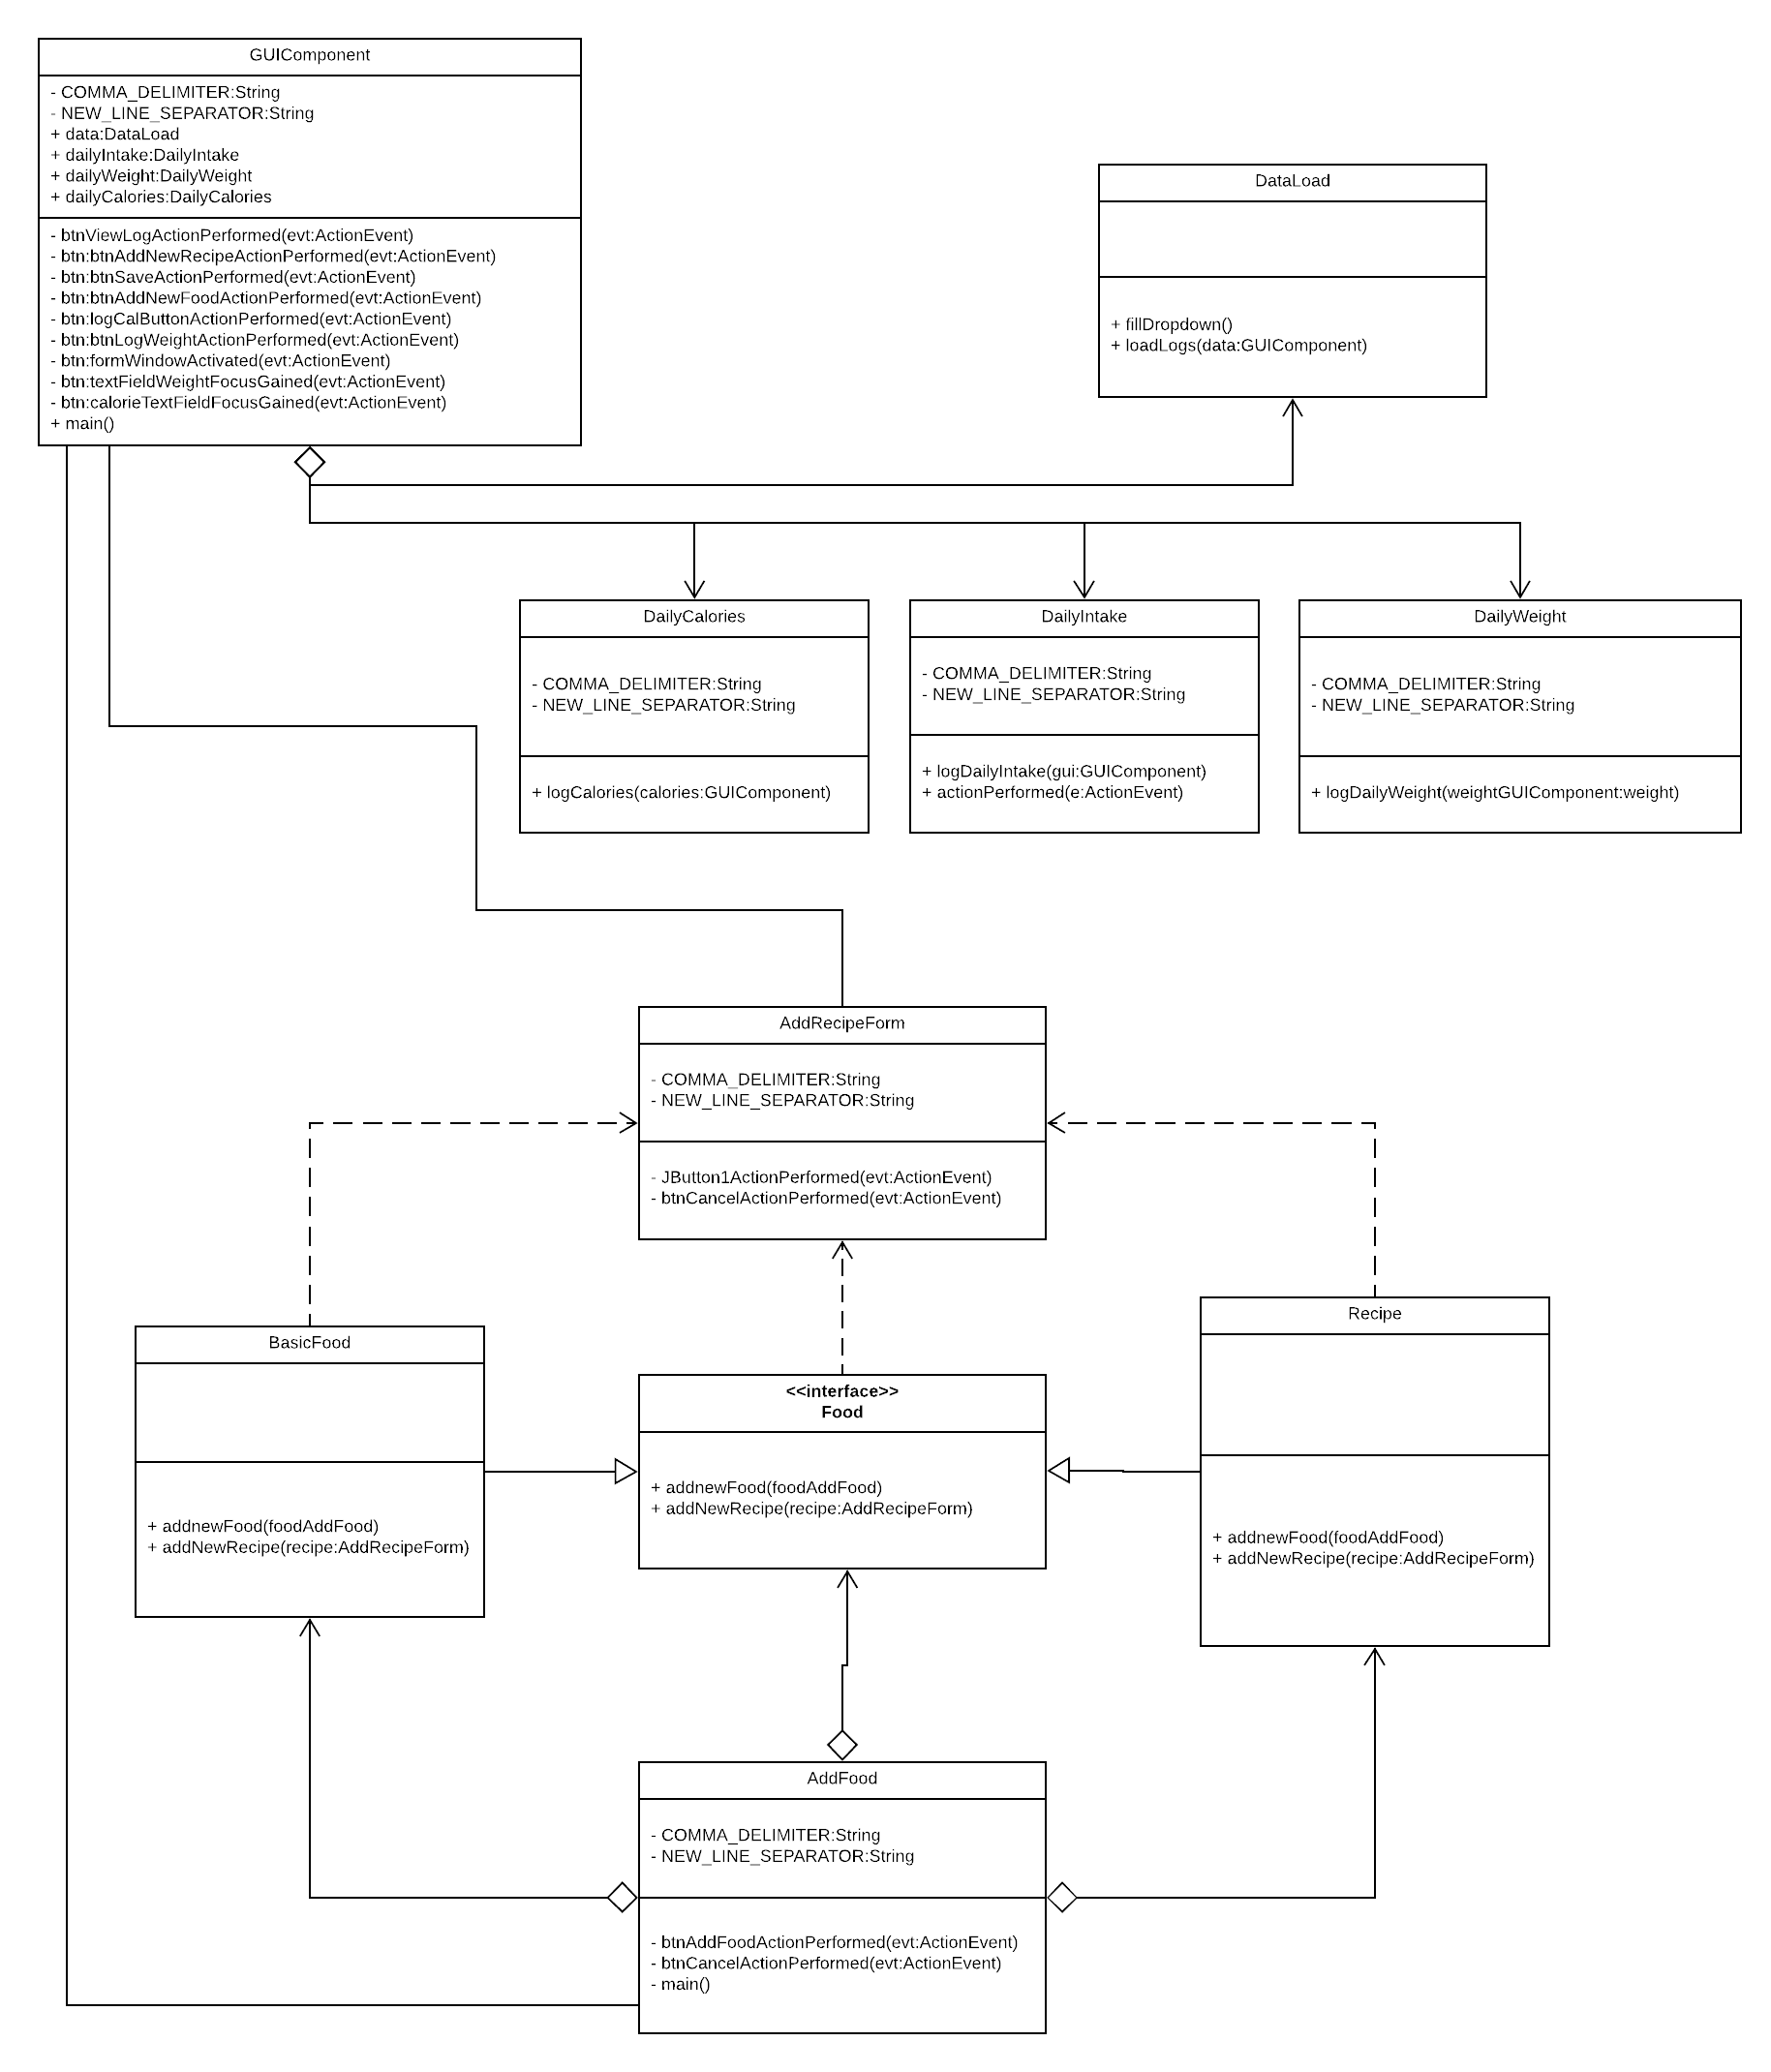 GUIComponent
- COMMA_DELIMITER:String
- NEW_LINE_SEPARATOR:String
+ data:DataLoad
+ dailyIntake:DailyIntake
+ dailyWeight:DailyWeight
+ dailyCalories:DailyCalories
- btnViewLogActionPerformed(evt:ActionEvent)
- btn:btnAddNewRecipeActionPerformed(evt:ActionEvent)
- btn:btnSaveActionPerformed(evt:ActionEvent)
- btn:btnAddNewFoodActionPerformed(evt:ActionEvent)
- btn:logCalButtonActionPerformed(evt:ActionEvent)
- btn:btnLogWeightActionPerformed(evt:ActionEvent)
- btn:formWindowActivated(evt:ActionEvent)
- btn:textFieldWeightFocusGained(evt:ActionEvent)
- btn:calorieTextFieldFocusGained(evt:ActionEvent)
+ main()
DataLoad
+ fillDropdown()
+ loadLogs(data:GUIComponent)
DailyCalories
- COMMA_DELIMITER:String
- NEW_LINE_SEPARATOR:String
+ logCalories(calories:GUIComponent)
DailyIntake
- COMMA_DELIMITER:String
- NEW_LINE_SEPARATOR:String
+ logDailyIntake(gui:GUIComponent)
+ actionPerformed(e:ActionEvent)
DailyWeight
- COMMA_DELIMITER:String
- NEW_LINE_SEPARATOR:String
+ logDailyWeight(weightGUIComponent:weight)
AddRecipeForm
- COMMA_DELIMITER:String
- NEW_LINE_SEPARATOR:String
- JButton1ActionPerformed(evt:ActionEvent)
- btnCancelActionPerformed(evt:ActionEvent)
BasicFood
+ addnewFood(foodAddFood)
+ addNewRecipe(recipe:AddRecipeForm)
<<interface>>
Food
+ addnewFood(foodAddFood)
+ addNewRecipe(recipe:AddRecipeForm)
Recipe
+ addnewFood(foodAddFood)
+ addNewRecipe(recipe:AddRecipeForm)
AddFood
- COMMA_DELIMITER:String
- NEW_LINE_SEPARATOR:String
- btnAddFoodActionPerformed(evt:ActionEvent)
- btnCancelActionPerformed(evt:ActionEvent)
- main()